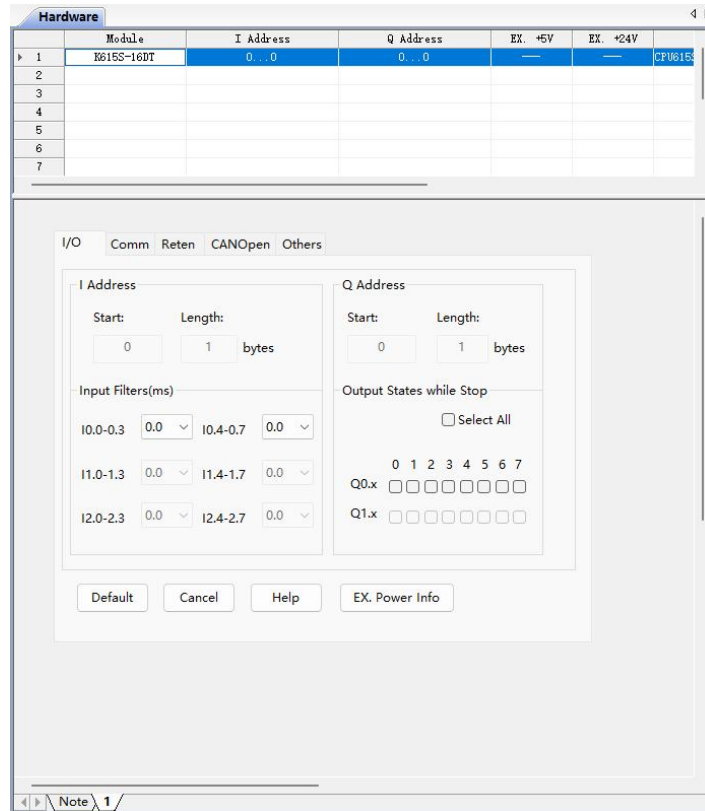 Hardware
Module I Address Q Address EX. +5V EX. +24V
1 K615S-16DT 0...0 0...0 — — CPU615S
2
3
4
5
6
7
I/O Comm Reten CANOpen Others
I Address Q Address
Start: Length: Start: Length:
0 1 bytes 0 1 bytes
Input Filters(ms) Output States while Stop
Select All
I0.0-0.3 0.0 I0.4-0.7 0.0
0 1 2 3 4 5 6 7
I1.0-1.3 0.0 I1.4-1.7 0.0
Q0.x
I2.0-2.3 0.0 I2.4-2.7 0.0
Q1.x
Default Cancel Help EX. Power Info
Note 1